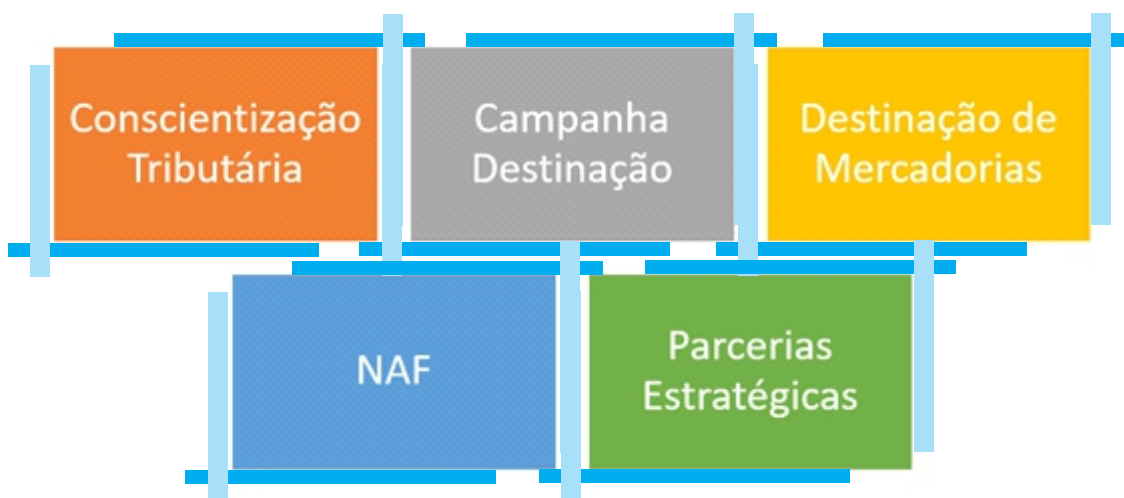 Conscientização
Tributária
Campanha
Destinação
Destinação de
Mercadorias
NAF
Parcerias
Estratégicas